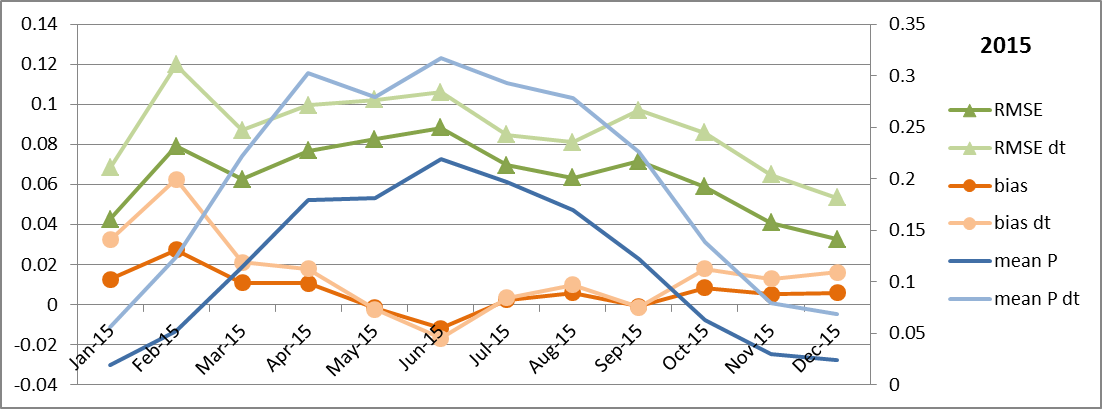 2015
0.14
0.12
0.1
0.08
0.06
0.04
0.02
0
-0.02
-0.04
0.35
0.3
0.25
0.2
0.15
0.1
0.05
0
Jan-15
Feb-15
Mar-15
Apr-15
May-15
Jun-15
Jul-15
Aug-15
Sep-15
Oct-15
Nov-15
Dec-15
RMSE
RMSE dt
bias
bias dt
mean P
mean P dt